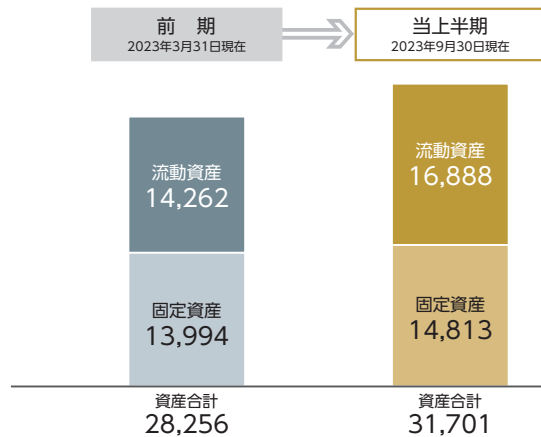 前　期
2023年3月31日現在
当上半期
2023年9月30日現在
流動資産
14,262
固定資産
13,994
資産合計
28,256
流動資産
16,888
固定資産
14,813
資産合計
31,701